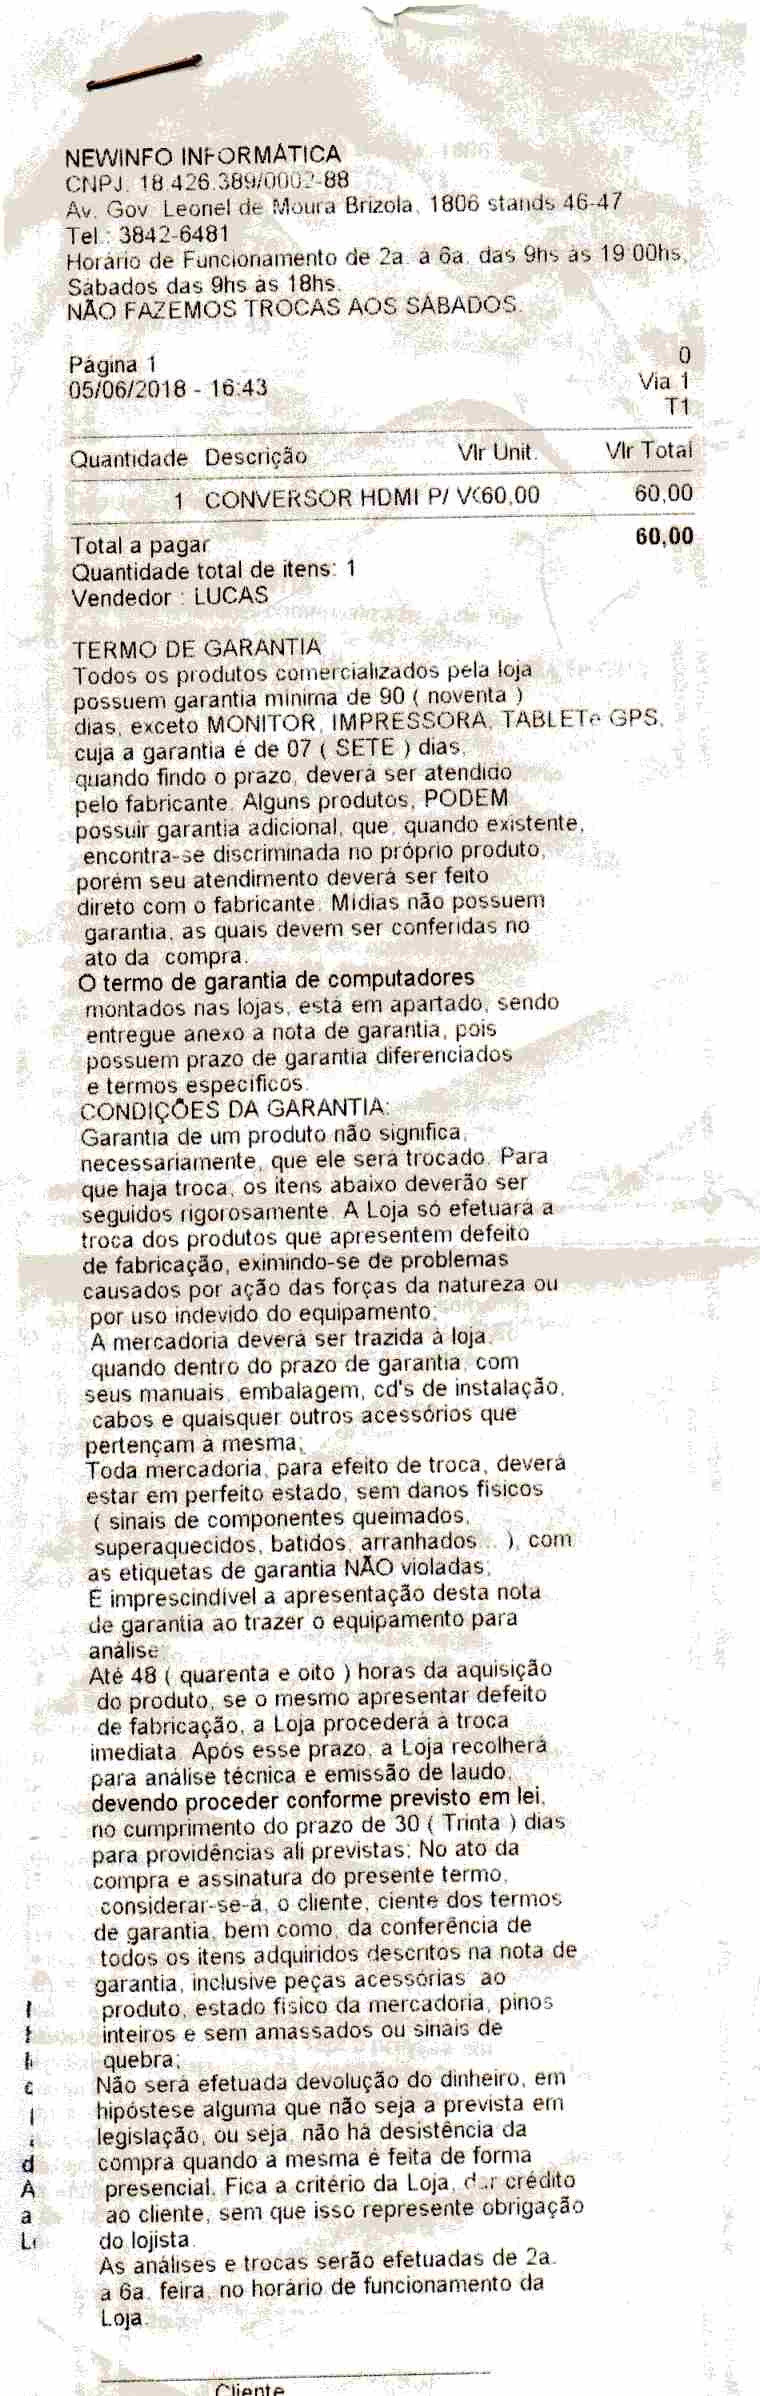 NEWINFO INFORMÁTICA
CNPJ. 18.426.389/0002-88
Av. Gov. Leonel de Moura Brizola, 1806 stands 46-47
Tel.: 3842-6481
Horário de Funcionamento de 2a. à 6a. das 9hs às 19:00hs,
Sábados das 9hs às 18hs.
NÃO FAZEMOS TROCAS AOS SÁBADOS.
Página 1 0
05/06/2018 - 16:43 Via 1
T1
Quantidade Descrição Vlr Unit. Vlr Total
1 CONVERSOR HDMI P/ 60,00 60,00
Total a pagar 60,00
Quantidade total de itens: 1
Vendedor : LUCAS
TERMO DE GARANTIA
Todos os produtos comercializados pela loja
possuem garantia mínima de 90 ( noventa )
dias, exceto MONITOR, IMPRESSORA, TABLETe GPS,
cuja a garantia é de 07 ( SETE ) dias,
quando findo o prazo, deverá ser atendido
pelo fabricante. Alguns produtos, PODEM
possuir garantia adicional, que, quando existente,
encontra-se discriminada no próprio produto,
porém seu atendimento deverá ser feito
direto com o fabricante. Mídias não possuem
garantia, as quais devem ser conferidas no
ato da compra.
O termo de garantia de computadores
montados nas lojas, está em apartado, sendo
entregue anexo a nota de garantia, pois
possuem prazo de garantia diferenciados
e termos específicos.
CONDIÇÕES DA GARANTIA:
Garantia de um produto não significa,
necessariamente, que ele será trocado. Para
que haja troca, os itens abaixo deverão ser
seguidos rigorosamente. A Loja só efetuará a
troca dos produtos que apresentem defeito
de fabricação, eximindo-se de problemas
causados por ação das forças da natureza ou
por uso indevido do equipamento;
A mercadoria deverá ser trazida à loja,
quando dentro do prazo de garantia, com
seus manuais, embalagem, cd's de instalação,
cabos e quaisquer outros acessórios que
pertençam à mesma;
Toda mercadoria, para efeito de troca, deverá
estar em perfeito estado, sem danos físicos
( sinais de componentes queimados,
superaquecidos, batidos, arranhados... ), com
as etiquetas de garantia NÃO violadas;
É imprescindível a apresentação desta nota
de garantia ao trazer o equipamento para
análise;
Até 48 ( quarenta e oito ) horas da aquisição
do produto, se o mesmo apresentar defeito
de fabricação, a Loja procederá à troca
imediata. Após esse prazo, a Loja recolherá
para análise técnica e emissão de laudo,
devendo proceder conforme previsto em lei,
no cumprimento do prazo de 30 ( Trinta ) dias
para providências ali previstas; No ato da
compra e assinatura do presente termo,
considerar-se-á, o cliente, ciente dos termos
de garantia, bem como, da conferência de
todos os itens adquiridos descritos na nota de
garantia, inclusive peças acessórias ao
produto, estado físico da mercadoria, pinos
inteiros e sem amassados ou sinais de
quebra;
Não será efetuada devolução do dinheiro, em
hipóstese alguma que não seja a prevista em
legislação, ou seja, não há desistência da
compra quando a mesma é feita de forma
presencial. Fica a critério da Loja, dar crédito
ao cliente, sem que isso represente obrigação
do lojista.
As análises e trocas serão efetuadas de 2a.
a 6a. feira, no horário de funcionamento da
Loja.
Cliente